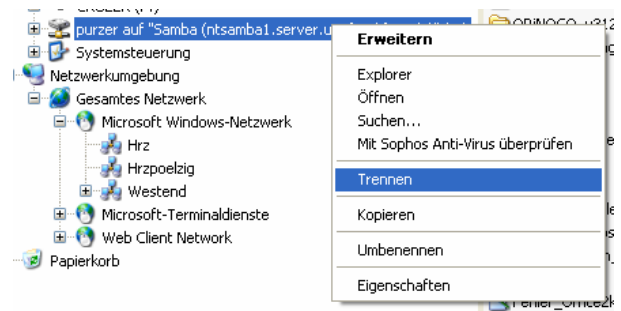 purzer auf "Samba (ntsamba1.server.u
Systemsteuerung
Netzwerkumgebung
Gesamtes Netzwerk
Microsoft Windows-Netzwerk
Hrz
Hrzpoelzig
Westend
Microsoft-Terminaldienste
Web Client Network
Papierkorb
Erweitern
Explorer
Öffnen
Suchen...
Mit Sophos Anti-Virus überprüfen
Trennen
Kopieren
Umbenennen
Eigenschaften